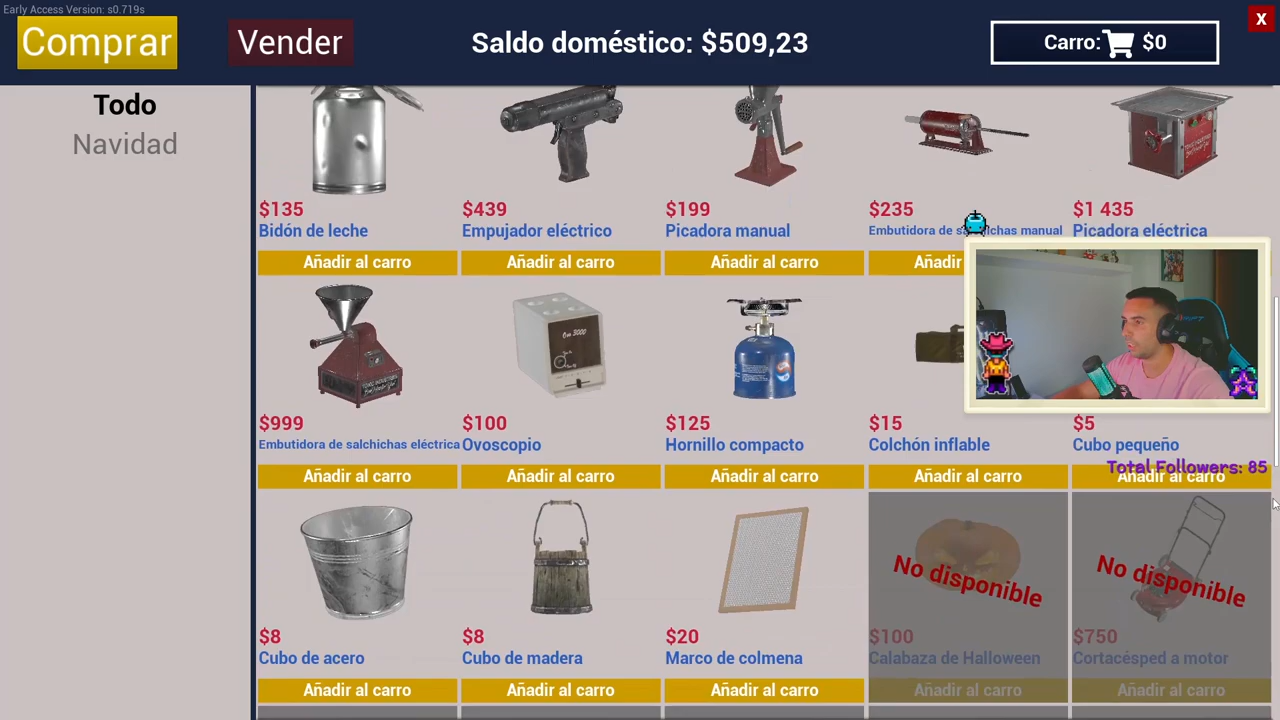 Early Access Version: s0.719s
Comprar
Vender
Saldo doméstico: $509,23
Carro: $0
X
Todo
Navidad
$135
Bidón de leche
Añadir al carro
$439
Empujador eléctrico
Añadir al carro
$199
Picadora manual
Añadir al carro
$235
Embutidora de salchichas manual
Añadir
$1 435
Picadora eléctrica
$999
Embutidora de salchichas eléctrica
Añadir al carro
Ovo 3000
$100
Ovoscopio
Añadir al carro
$125
Hornillo compacto
Añadir al carro
$15
Colchón inflable
Añadir al carro
$5
Cubo pequeño
Total Followers: 85
Añadir al carro
$8
Cubo de acero
Añadir al carro
$8
Cubo de madera
Añadir al carro
$20
Marco de colmena
Añadir al carro
No disponible
$100
Calabaza de Halloween
Añadir al carro
No disponible
$750
Cortacésped a motor
Añadir al carro